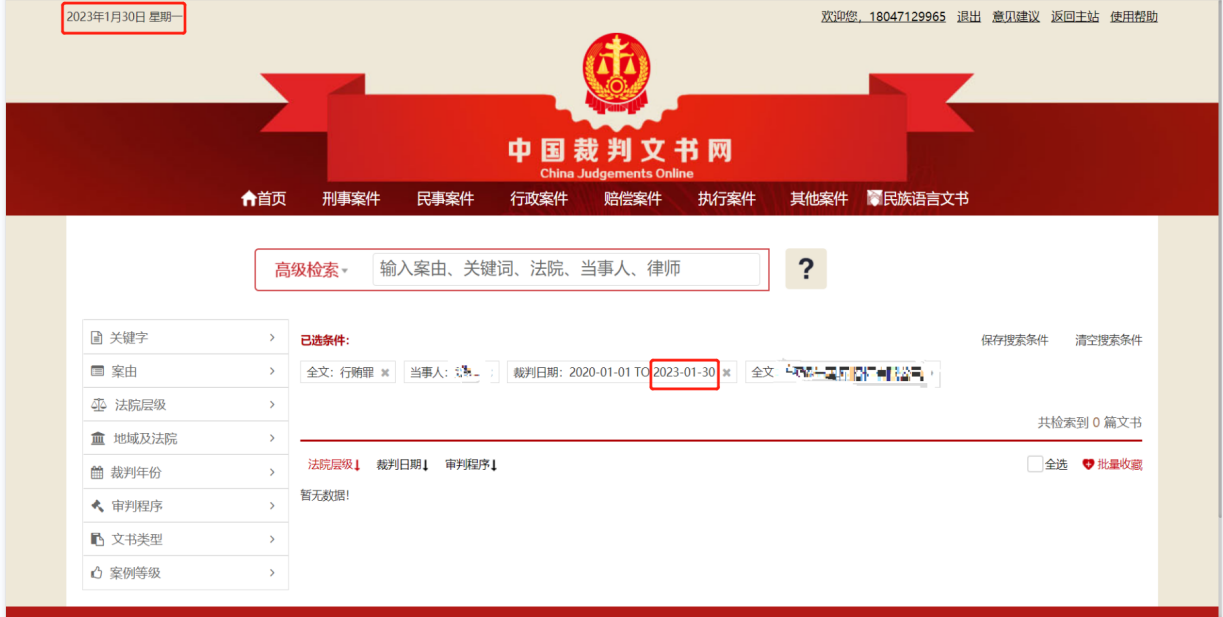 2023年1月30日 星期一
欢迎您，18047129965 退出 意见建议 返回主站 使用帮助
中国裁判文书网
China Judgements Online
首页 刑事案件 民事案件 行政案件 赔偿案件 执行案件 其他案件 民族语言文书
高级检索 输入案由、关键词、法院、当事人、律师 ?
关键字
案由
法院层级
地域及法院
裁判年份
审判程序
文书类型
案例等级
已选条件： 保存搜索条件 清空搜索条件
全文：行贿罪 × 当事人： 裁判日期：2020-01-01 TO 2023-01-30 × 全文
共检索到 0 篇文书
法院层级↓ 裁判日期↓ 审判程序↓ 全选 批量收藏
暂无数据!